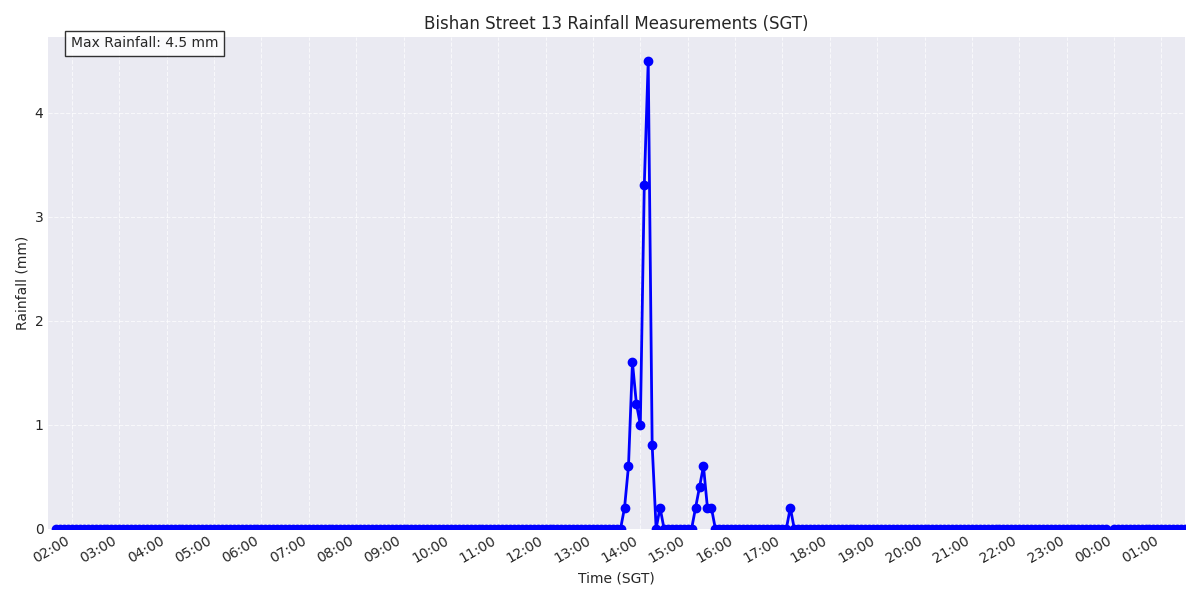 Bishan Street 13 Rainfall Measurements (SGT)
Max Rainfall: 4.5 mm
Rainfall (mm)
4
3
2
1
0
02:00 03:00 04:00 05:00 06:00 07:00 08:00 09:00 10:00 11:00 12:00 13:00 14:00 15:00 16:00 17:00 18:00 19:00 20:00 21:00 22:00 23:00 00:00 01:00
Time (SGT)